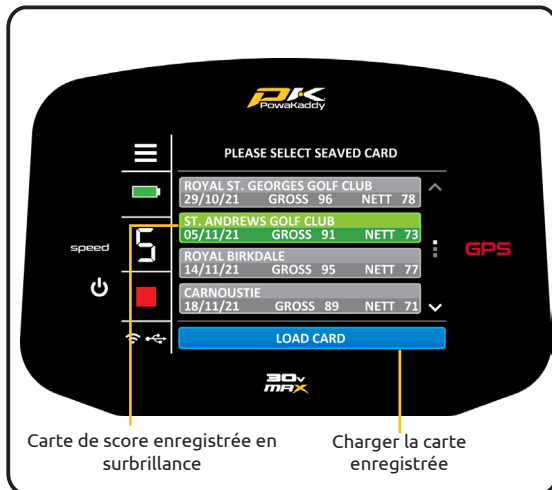 PK
PowaKaddy
PLEASE SELECT SEAVED CARD
ROYAL ST. GEORGES GOLF CLUB
29/10/21 GROSS 96 NETT 78
ST. ANDREWS GOLF CLUB
05/11/21 GROSS 91 NETT 73
speed
5
GPS
ROYAL BIRKDALE
14/11/21 GROSS 95 NETT 77
CARNOUSTIE
18/11/21 GROSS 89 NETT 71
LOAD CARD
30v
MAX
Carte de score enregistrée en
surbrillance
Charger la carte
enregistrée